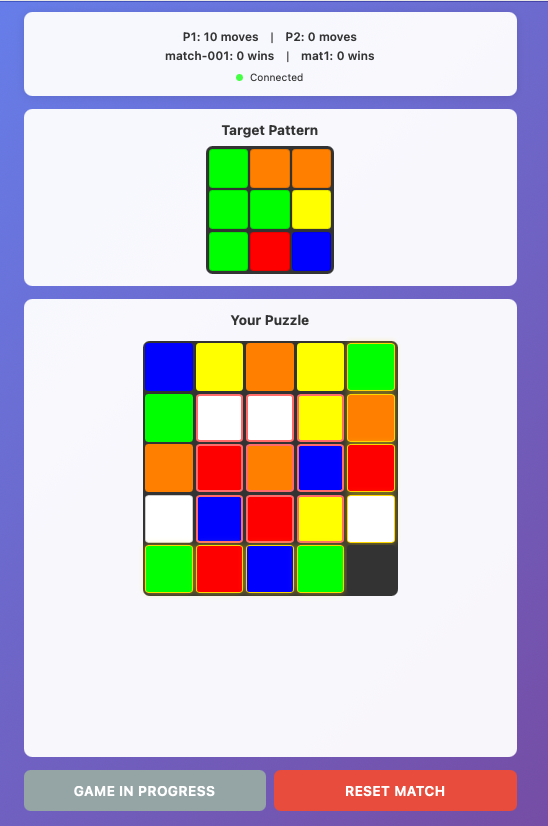 P1: 10 moves | P2: 0 moves
match-001: 0 wins | mat1: 0 wins
Connected
Target Pattern
Your Puzzle
GAME IN PROGRESS
RESET MATCH